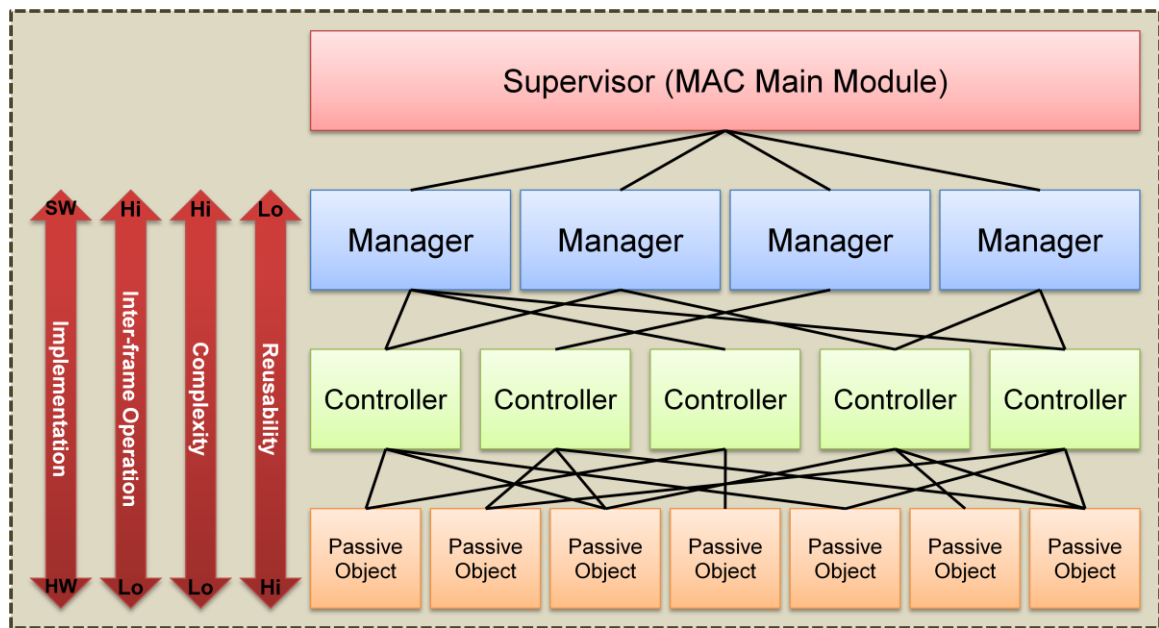 Supervisor (MAC Main Module)
SW
Hi
Hi
Lo
Manager
Manager
Manager
Manager
Implementation
Inter-frame Operation
Complexity
Reusability
Controller
Controller
Controller
Controller
Controller
HW
Lo
Lo
Hi
Passive
Object
Passive
Object
Passive
Object
Passive
Object
Passive
Object
Passive
Object
Passive
Object